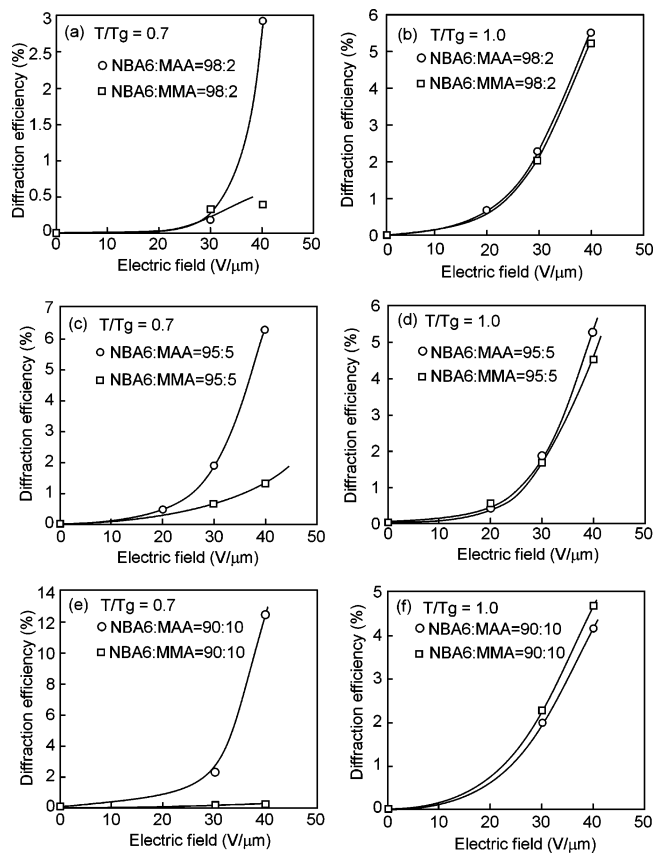 (a) T/Tg = 0.7
NBA6:MAA=98:2
NBA6:MMA=98:2
Diffraction efficiency (%)
3
2.5
2
1.5
1
0.5
0
0 10 20 30 40 50
Electric field (V/μm)
(b) T/Tg = 1.0
NBA6:MAA=98:2
NBA6:MMA=98:2
Diffraction efficiency (%)
6
5
4
3
2
1
0
0 10 20 30 40 50
Electric field (V/μm)
(c) T/Tg = 0.7
NBA6:MAA=95:5
NBA6:MMA=95:5
Diffraction efficiency (%)
7
6
5
4
3
2
1
0
0 10 20 30 40 50
Electric field (V/μm)
(d) T/Tg = 1.0
NBA6:MAA=95:5
NBA6:MMA=95:5
Diffraction efficiency (%)
6
5
4
3
2
1
0
0 10 20 30 40 50
Electric field (V/μm)
(e) T/Tg = 0.7
NBA6:MAA=90:10
NBA6:MMA=90:10
Diffraction efficiency (%)
14
12
10
8
6
4
2
0
0 10 20 30 40 50
Electric field (V/μm)
(f) T/Tg = 1.0
NBA6:MAA=90:10
NBA6:MMA=90:10
Diffraction efficiency (%)
5
4
3
2
1
0
0 10 20 30 40 50
Electric field (V/μm)